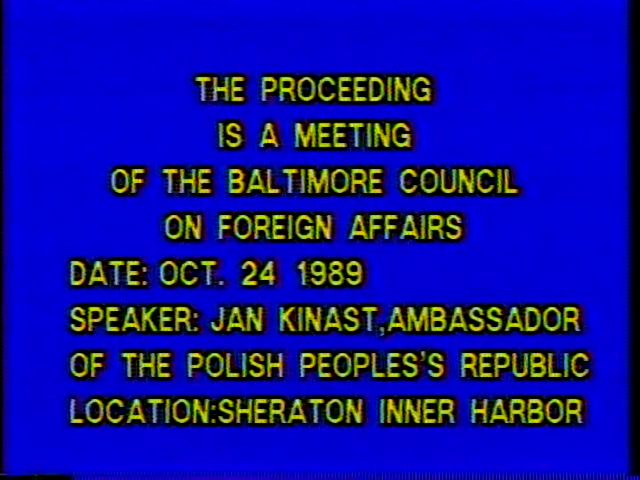 THE PROCEEDING
IS A MEETING
OF THE BALTIMORE COUNCIL
ON FOREIGN AFFAIRS
DATE: OCT. 24 1989
SPEAKER: JAN KINAST,AMBASSADOR
OF THE POLISH PEOPLES'S REPUBLIC
LOCATION:SHERATON INNER HARBOR